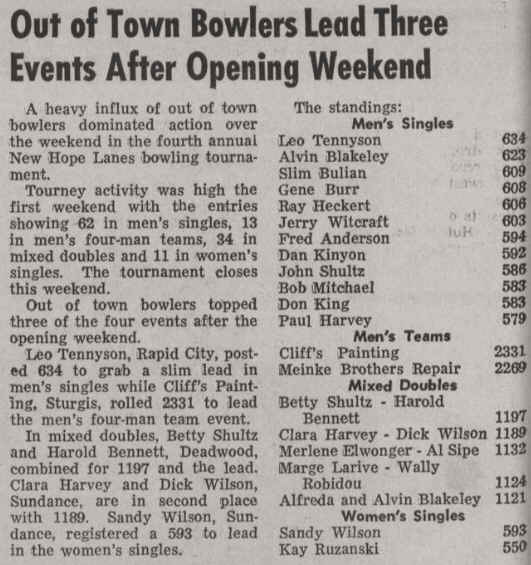 Out of Town Bowlers Lead Three
Events After Opening Weekend
A heavy influx of out of town
bowlers dominated action over
the weekend in the fourth annual
New Hope Lanes bowling tourna-
ment.
Tourney activity was high the
first weekend with the entries
showing 62 in men's singles, 13
in men's four-man teams, 34 in
mixed doubles and 11 in women's
singles. The tournament closes
this weekend.
Out of town bowlers topped
three of the four events after the
opening weekend.
Leo Tennyson, Rapid City, post-
ed 634 to grab a slim lead in
men's singles while Cliff's Paint-
ing, Sturgis, rolled 2331 to lead
the men's four-man team event.
In mixed doubles, Betty Shultz
and Harold Bennett, Deadwood,
combined for 1197 and the lead.
Clara Harvey and Dick Wilson,
Sundance, are in second place
with 1189. Sandy Wilson, Sun-
dance, registered a 593 to lead
in the women's singles.
The standings:
Men's Singles
Leo Tennyson 634
Alvin Blakeley 623
Slim Bulian 609
Gene Burr 608
Ray Heckert 606
Jerry Witcraft 603
Fred Anderson 594
Dan Kinyon 592
John Shultz 586
Bob Mitchael 583
Don King 583
Paul Harvey 579
Men's Teams
Cliff's Painting 2331
Meinke Brothers Repair 2269
Mixed Doubles
Betty Shultz - Harold
Bennett 1197
Clara Harvey - Dick Wilson 1189
Merlene Elwonger - Al Sipe 1132
Marge Larive - Wally
Robidou 1124
Alfreda and Alvin Blakeley 1121
Women's Singles
Sandy Wilson 593
Kay Ruzanski 550